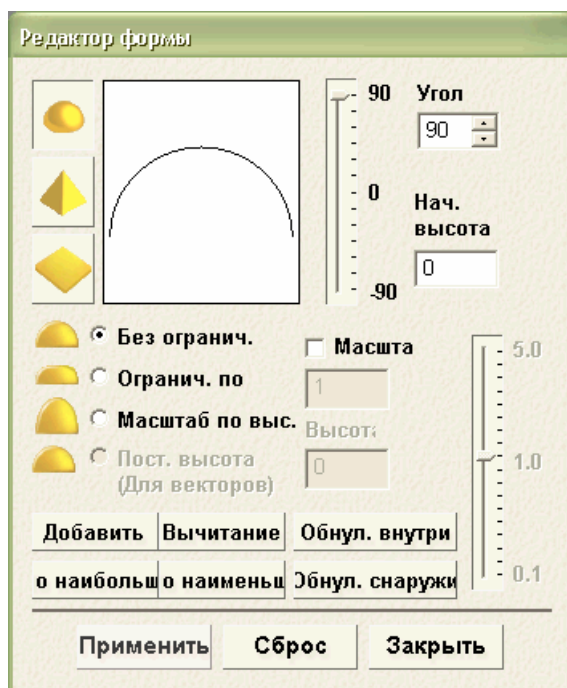 Редактор формы
90 Угол
90
0 Нач.
высота
0
-90
Без огранич.
Огранич. по
Масштаб по выс.
Пост. высота
(Для векторов)
Масшта
1
Высота
0
5.0
1.0
0.1
Добавить Вычитание Обнул. внутри
о наибольш о наименьш Обнул. снаружи
Применить Сброс Закрыть